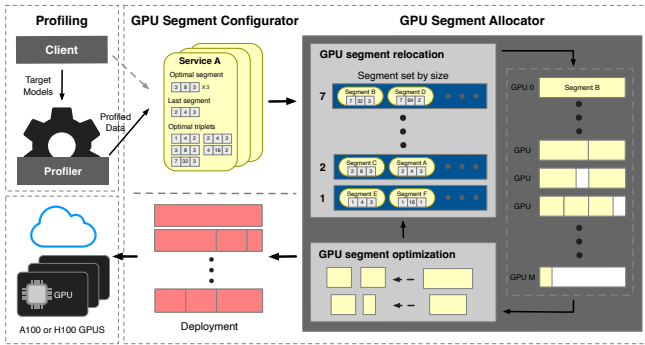 Profiling
GPU Segment Configurator
GPU Segment Allocator
Client
Target
Models
Profiled
Data
Profiler
Service A
Optimal segment
3 8 3 x3
Last segment
2 4 3
Optimal triplets
1 4 2 2 4 3
3 8 3 4 16 2
7 32 3
GPU segment relocation
Segment set by size
7
Segment B
7 32 3
Segment D
7 64 2
2
Segment C
2 8 3
Segment A
2 4 3
1
Segment E
1 4 3
Segment F
1 16 1
GPU 0
Segment B
GPU
GPU
GPU
GPU M
GPU segment optimization
Deployment
GPU
A100 or H100 GPUS